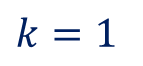 k = 1